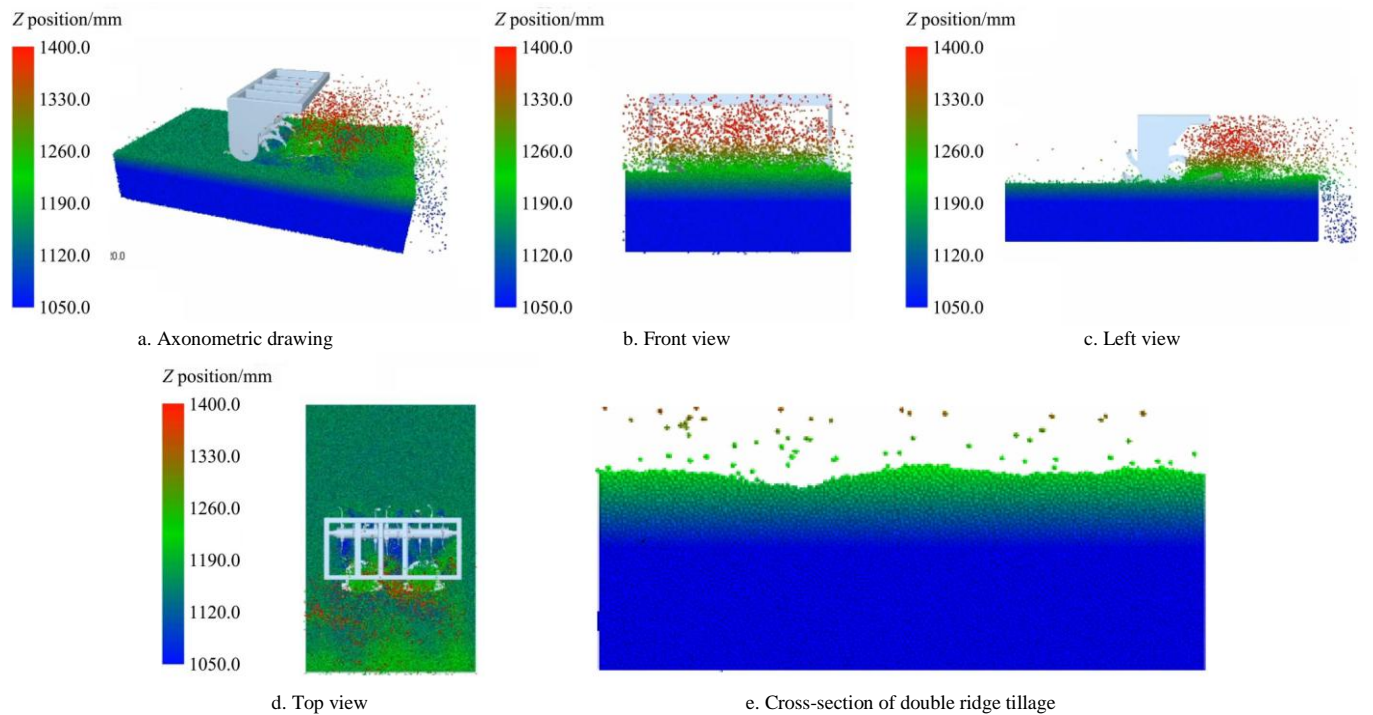 Z position/mm
1400.0
1330.0
1260.0
1190.0
1120.0
1050.0
a. Axonometric drawing
Z position/mm
1400.0
1330.0
1260.0
1190.0
1120.0
1050.0
b. Front view
Z position/mm
1400.0
1330.0
1260.0
1190.0
1120.0
1050.0
c. Left view
Z position/mm
1400.0
1330.0
1260.0
1190.0
1120.0
1050.0
d. Top view
e. Cross-section of double ridge tillage